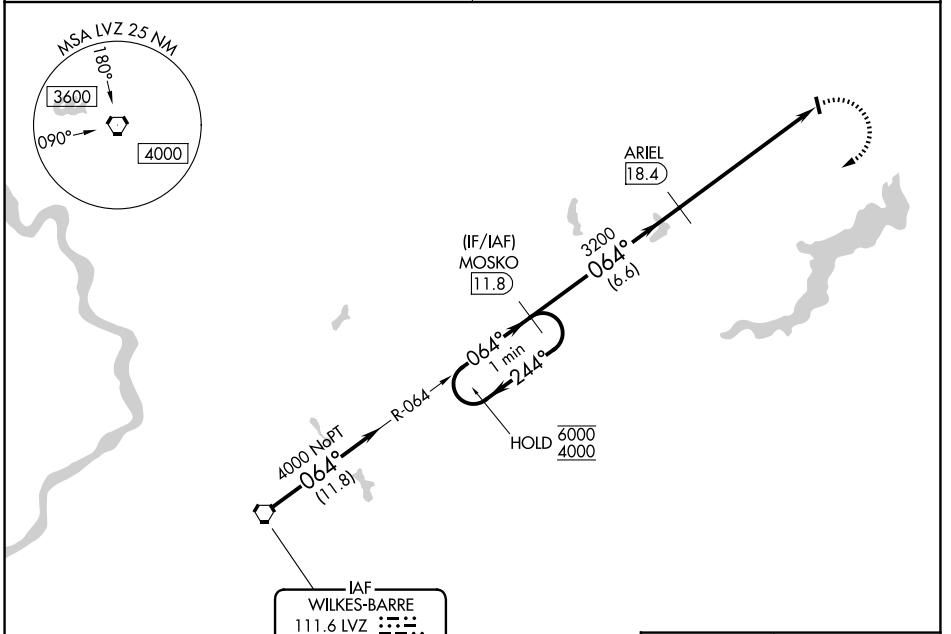 MSA LVZ 25 NM
180°
3600
090°
4000
ARIEL
18.4
(IF/IAF)
MOSKO
11.8
3200
064°
(6.6)
064°
1 min
244°
R-064
HOLD 6000
4000
4000 NoPT
064°
(11.8)
IAF
WILKES-BARRE
111.6 LVZ